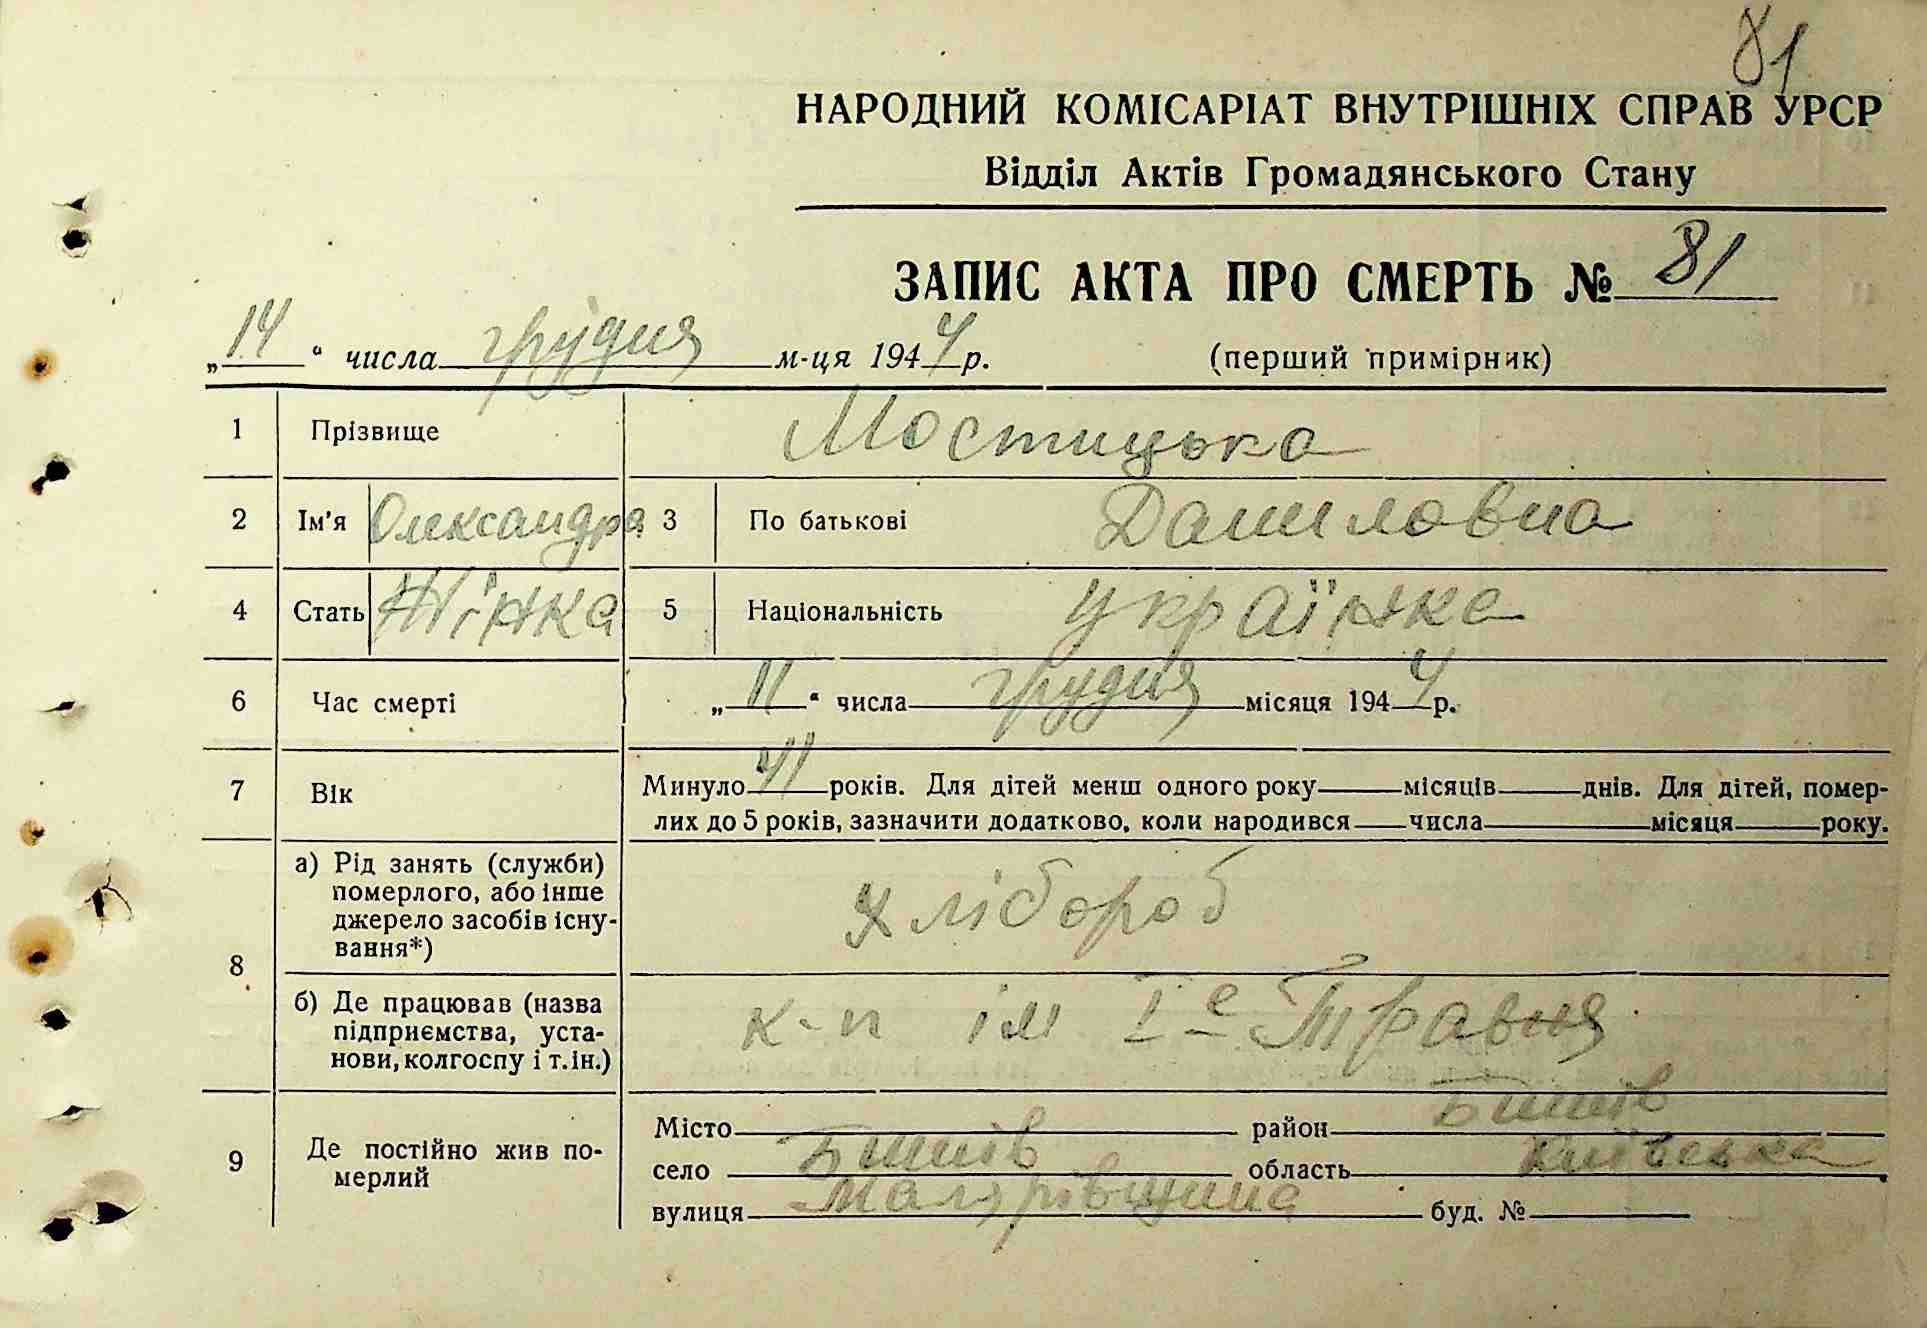 81
НАРОДНИЙ КОМІСАРІАТ ВНУТРІШНІХ СПРАВ УРСР
Відділ Актів Громадянського Стану
ЗАПИС АКТА ПРО СМЕРТЬ № 81
„14“ числа грудня м-ця 1944 р. (перший примірник)
1 Прізвище Мостицька
2 Ім'я Олександра 3 По батькові Даниловна
4 Стать Жінка 5 Національність Українка
6 Час смерті „11“ числа грудня місяця 1944 р.
7 Вік Минуло років. Для дітей менш одного року місяців днів. Для дітей, помер-
лих до 5 років, зазначити додатково, коли народився числа місяця року.
8 а) Рід занять (служби) померлого, або інше джерело засобів існу-вання*) Хлібороб
б) Де працював (назва підприємства, уста-нови, колгоспу і т.ін.) к-п ім 1е Травня
9 Де постійно жив по-мерлий Місто район Бишів
село Бишів область Київська
вулиця Малярівщина буд. №